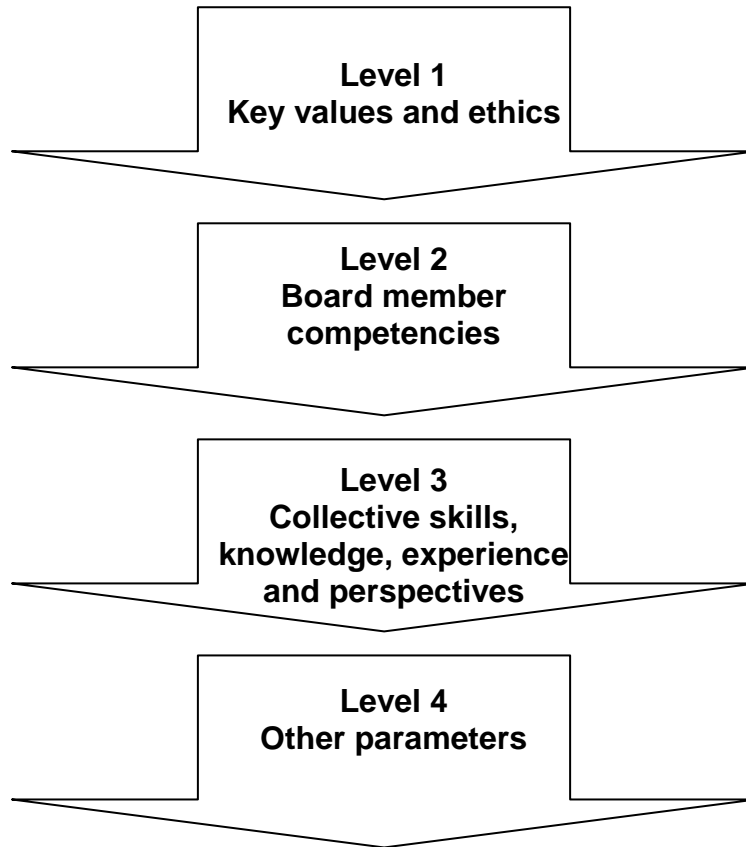 Level 1
Key values and ethics
Level 2
Board member
competencies
Level 3
Collective skills,
knowledge, experience
and perspectives
Level 4
Other parameters